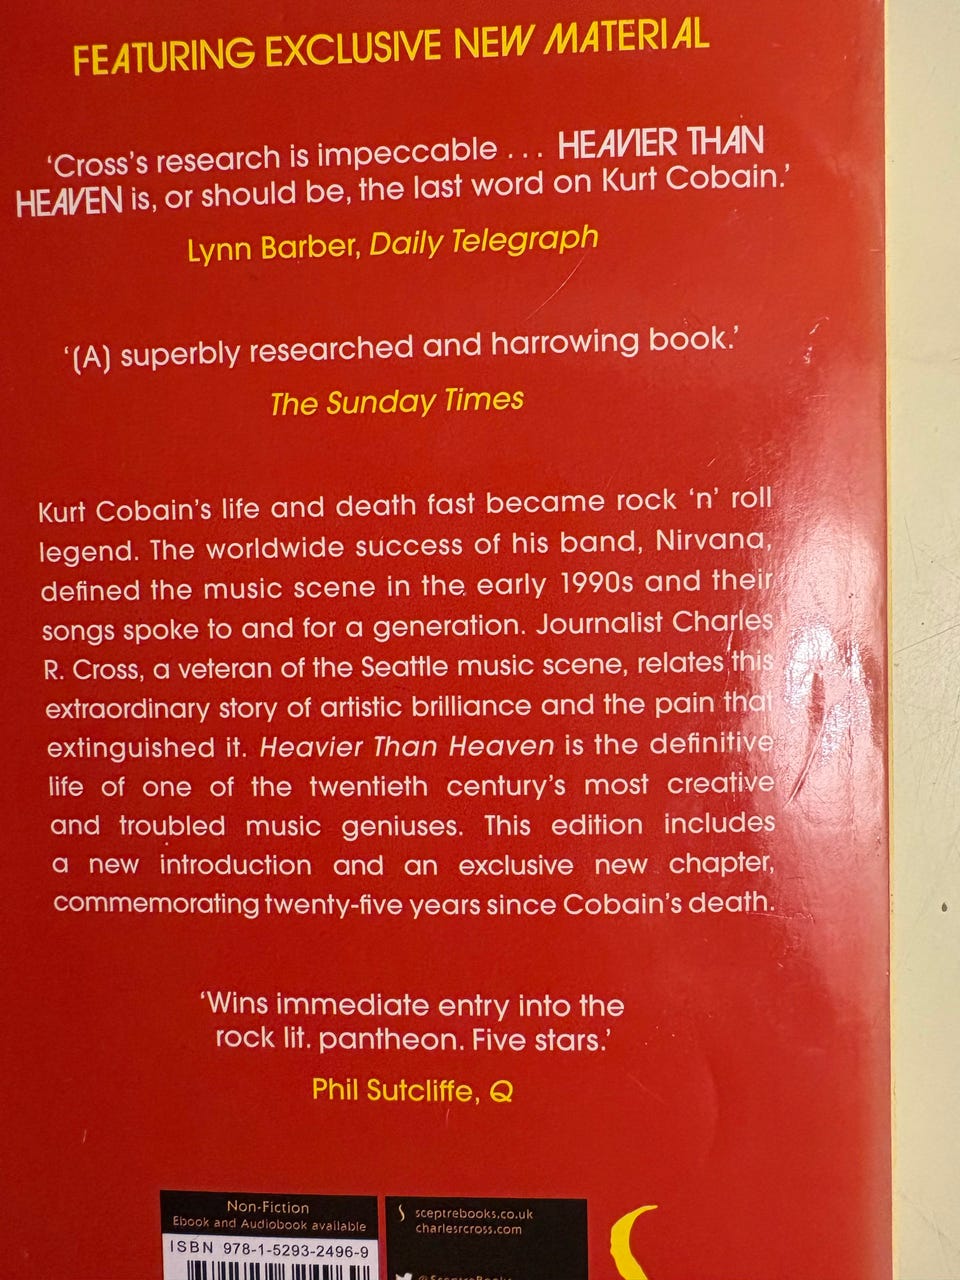 FEATURING EXCLUSIVE NEW MATERIAL
‘Cross’s research is impeccable ... HEAVIER THAN
HEAVEN is, or should be, the last word on Kurt Cobain.’
Lynn Barber, Daily Telegraph
‘(A) superbly researched and harrowing book.’
The Sunday Times
Kurt Cobain’s life and death fast became rock ‘n’ roll
legend. The worldwide success of his band, Nirvana,
defined the music scene in the early 1990s and their
songs spoke to and for a generation. Journalist Charles
R. Cross, a veteran of the Seattle music scene, relates this
extraordinary story of artistic brilliance and the pain that
extinguished it. Heavier Than Heaven is the definitive
life of one of the twentieth century’s most creative
and troubled music geniuses. This edition includes
a new introduction and an exclusive new chapter,
commemorating twenty-five years since Cobain’s death.
‘Wins immediate entry into the
rock lit. pantheon. Five stars.’
Phil Sutcliffe, Q
Non-Fiction
Ebook and Audiobook available
ISBN 978-1-5293-2496-9
sceptrebooks.co.uk
charlesrcross.com
@SceptreBooks